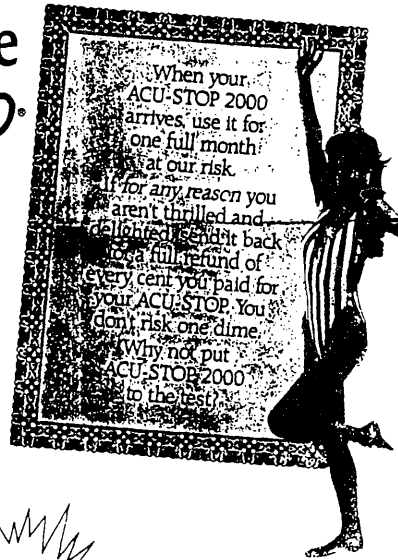 When your
ACU-STOP 2000
arrives, use it for
one full month
at our risk.
If for any reason you
aren't thrilled and
delighted, send it back
for a full refund of
every cent you paid for
your ACU-STOP. You
don't risk one dime.
Why not put
ACU-STOP 2000
to the test?